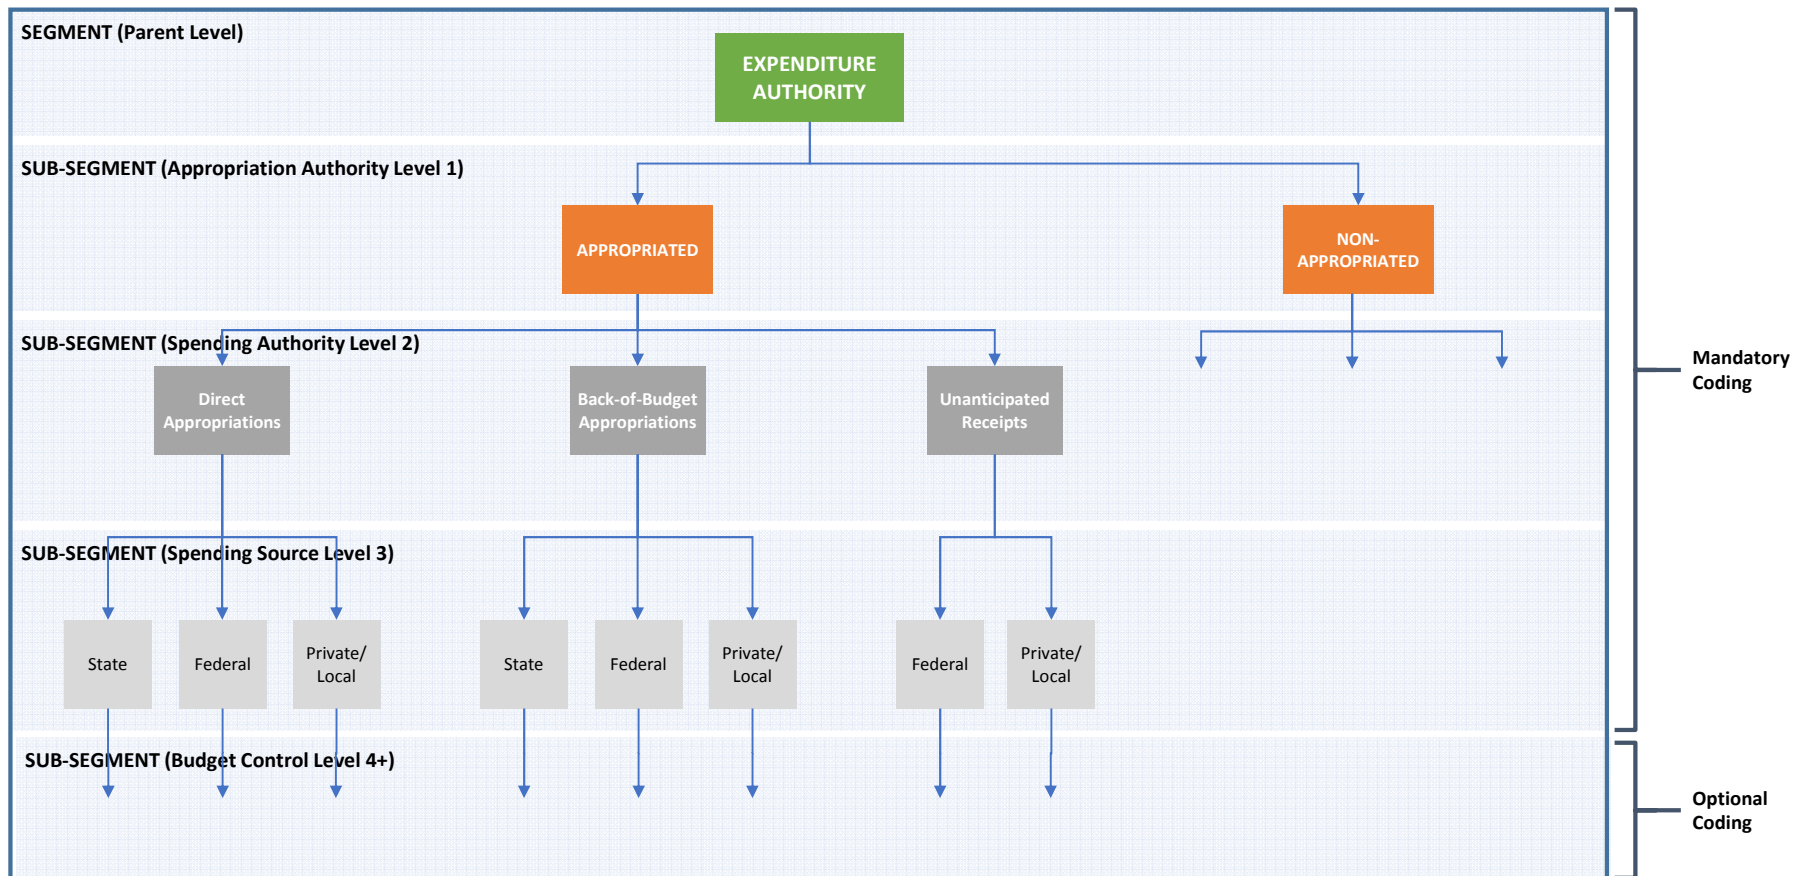 SEGMENT (Parent Level)
EXPENDITURE
AUTHORITY
SUB-SEGMENT (Appropriation Authority Level 1)
APPROPRIATED
NON-
APPROPRIATED
SUB-SEGMENT (Spending Authority Level 2)
Mandatory
Coding
Direct
Appropriations
Back-of-Budget
Appropriations
Unanticipated
Receipts
SUB-SEGMENT (Spending Source Level 3)
State
Federal
Private/
Local
State
Federal
Private/
Local
Federal
Private/
Local
SUB-SEGMENT (Budget Control Level 4+)
Optional
Coding